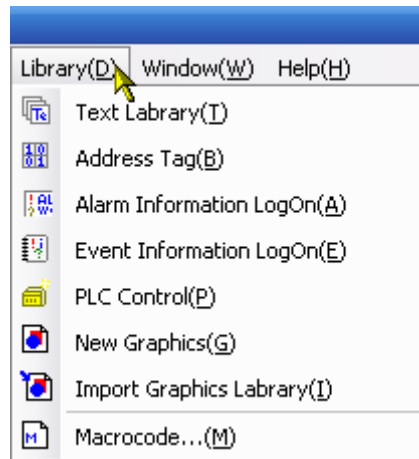 Library(D) Window(W) Help(H)
Text Labrary(T)
Address Tag(B)
Alarm Information LogOn(A)
Event Information LogOn(E)
PLC Control(P)
New Graphics(G)
Import Graphics Labrary(I)
Macrocode...(M)